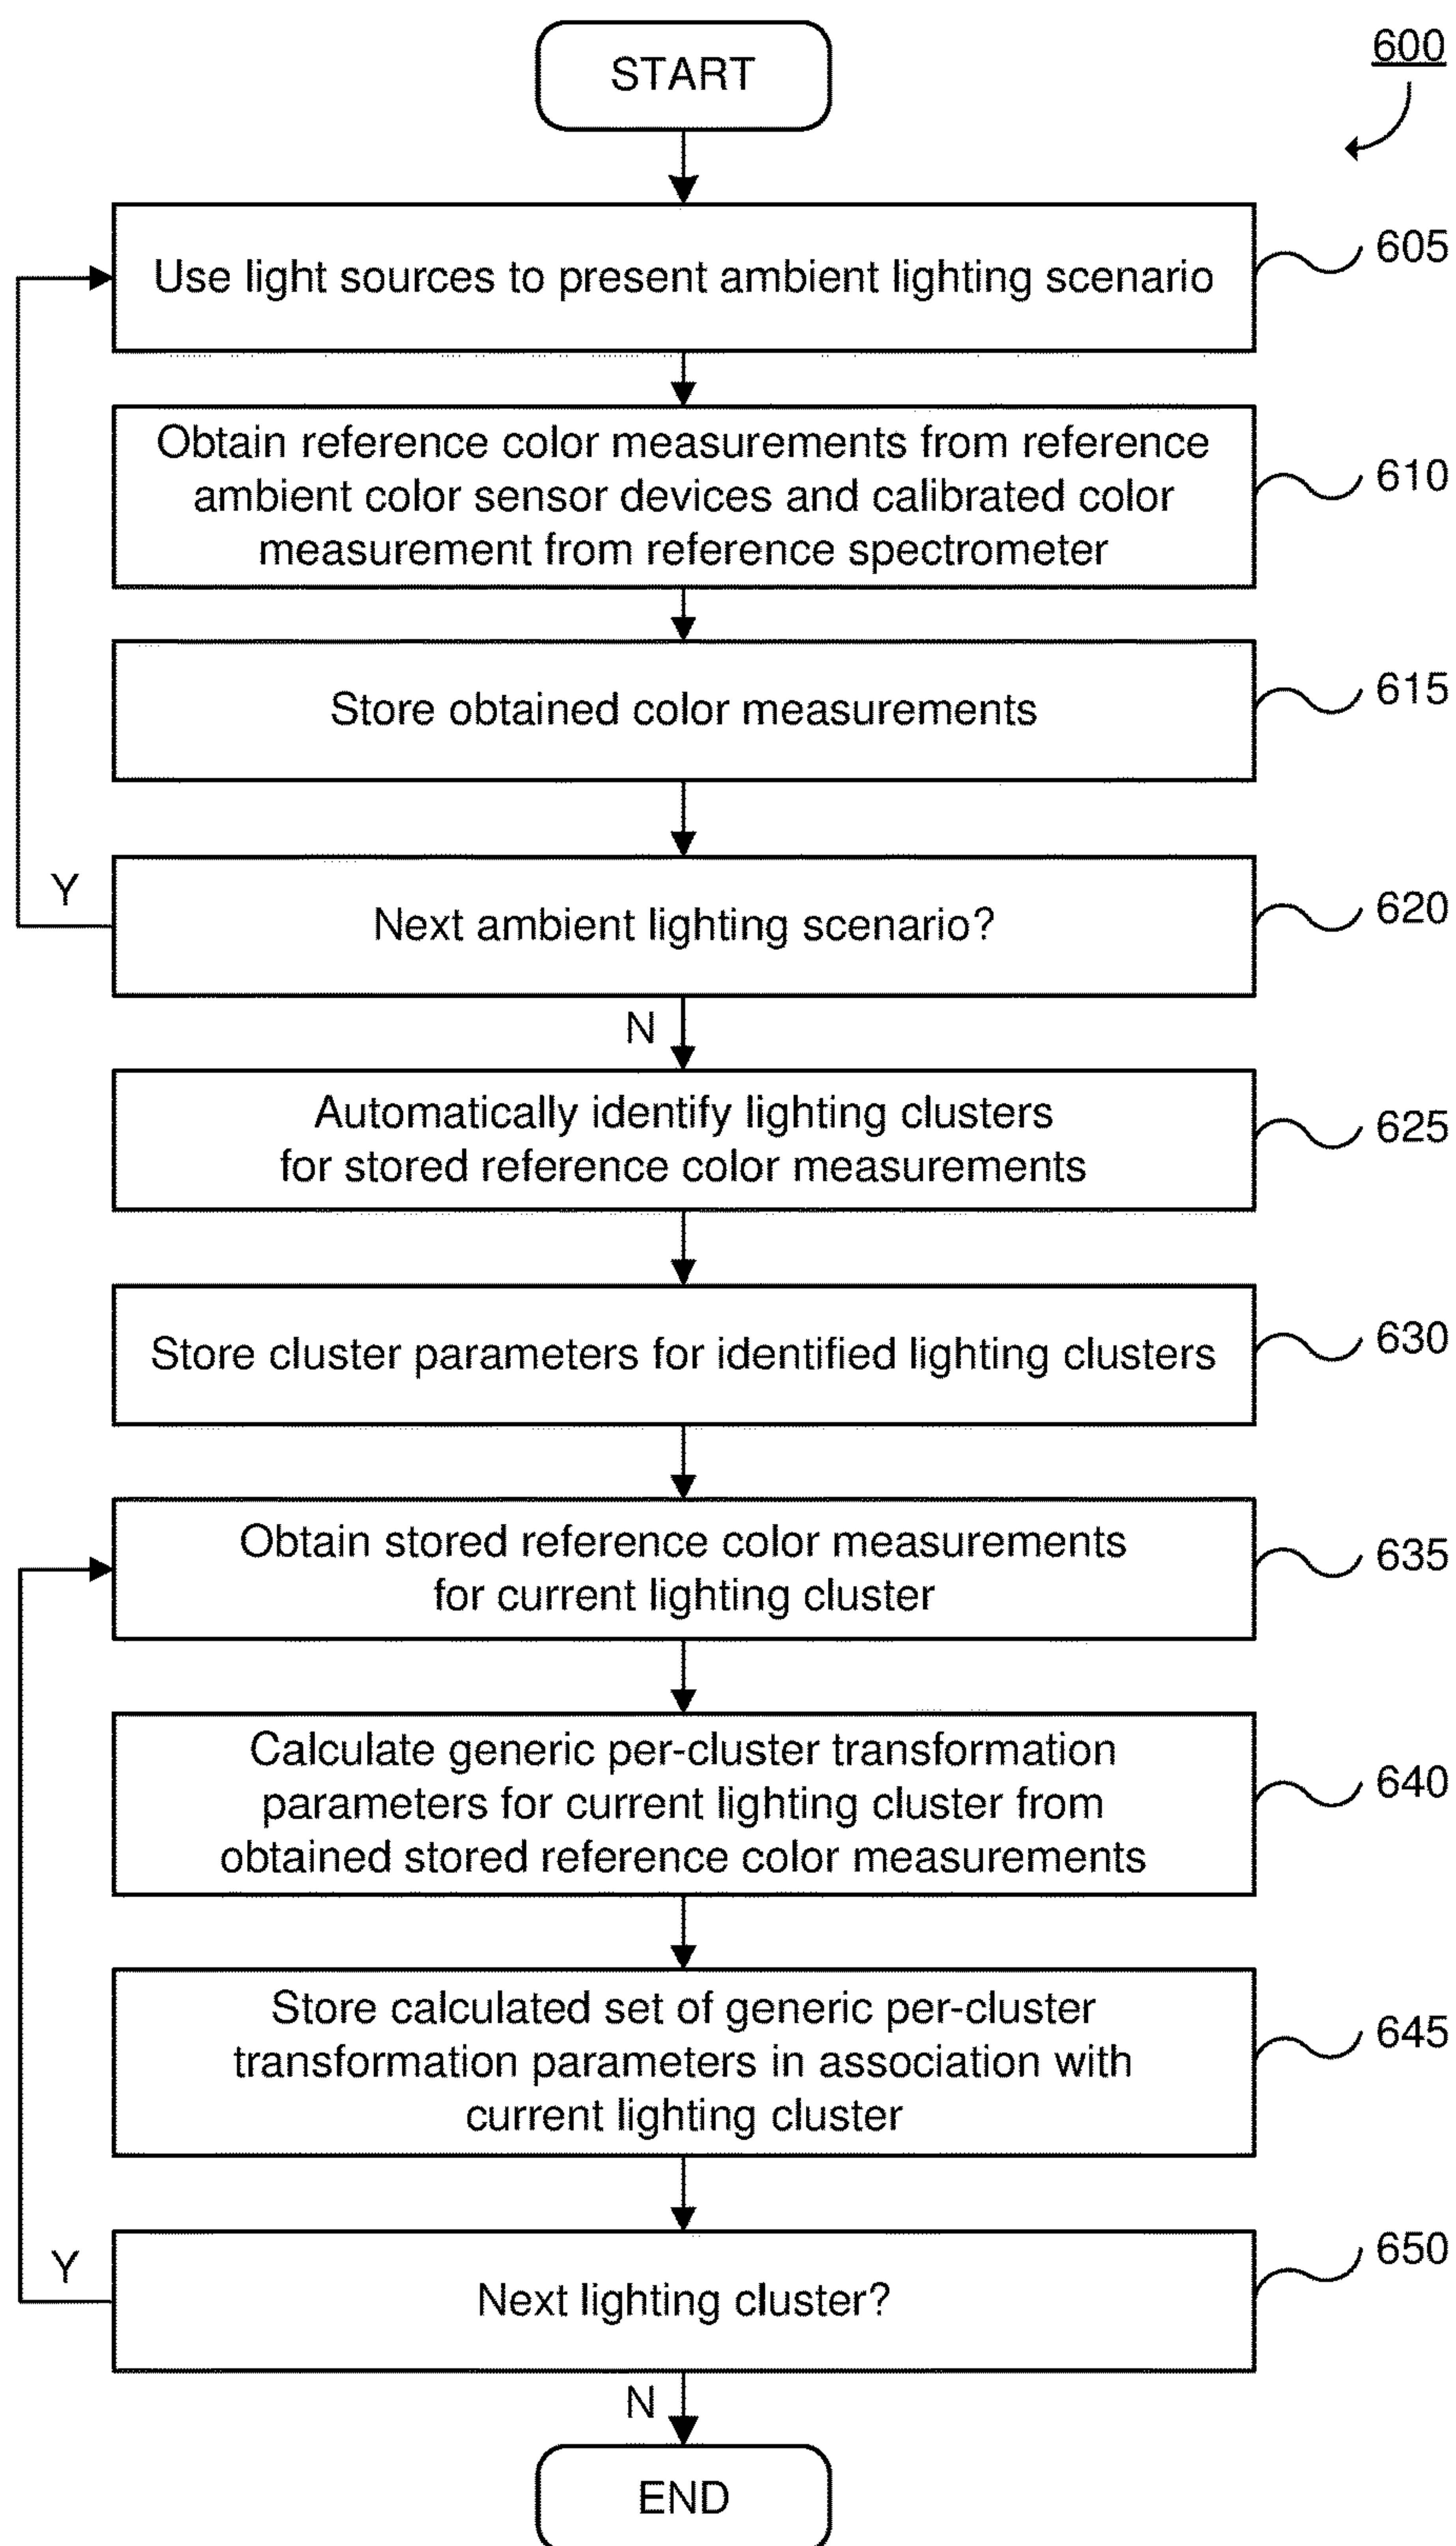 START
600
Use light sources to present ambient lighting scenario
605
Obtain reference color measurements from reference
ambient color sensor devices and calibrated color
measurement from reference spectrometer
610
Store obtained color measurements
615
Y
Next ambient lighting scenario?
620
N
Automatically identify lighting clusters
for stored reference color measurements
625
Store cluster parameters for identified lighting clusters
630
Obtain stored reference color measurements
for current lighting cluster
635
Calculate generic per-cluster transformation
parameters for current lighting cluster from
obtained stored reference color measurements
640
Store calculated set of generic per-cluster
transformation parameters in association with
current lighting cluster
645
Y
Next lighting cluster?
650
N
END